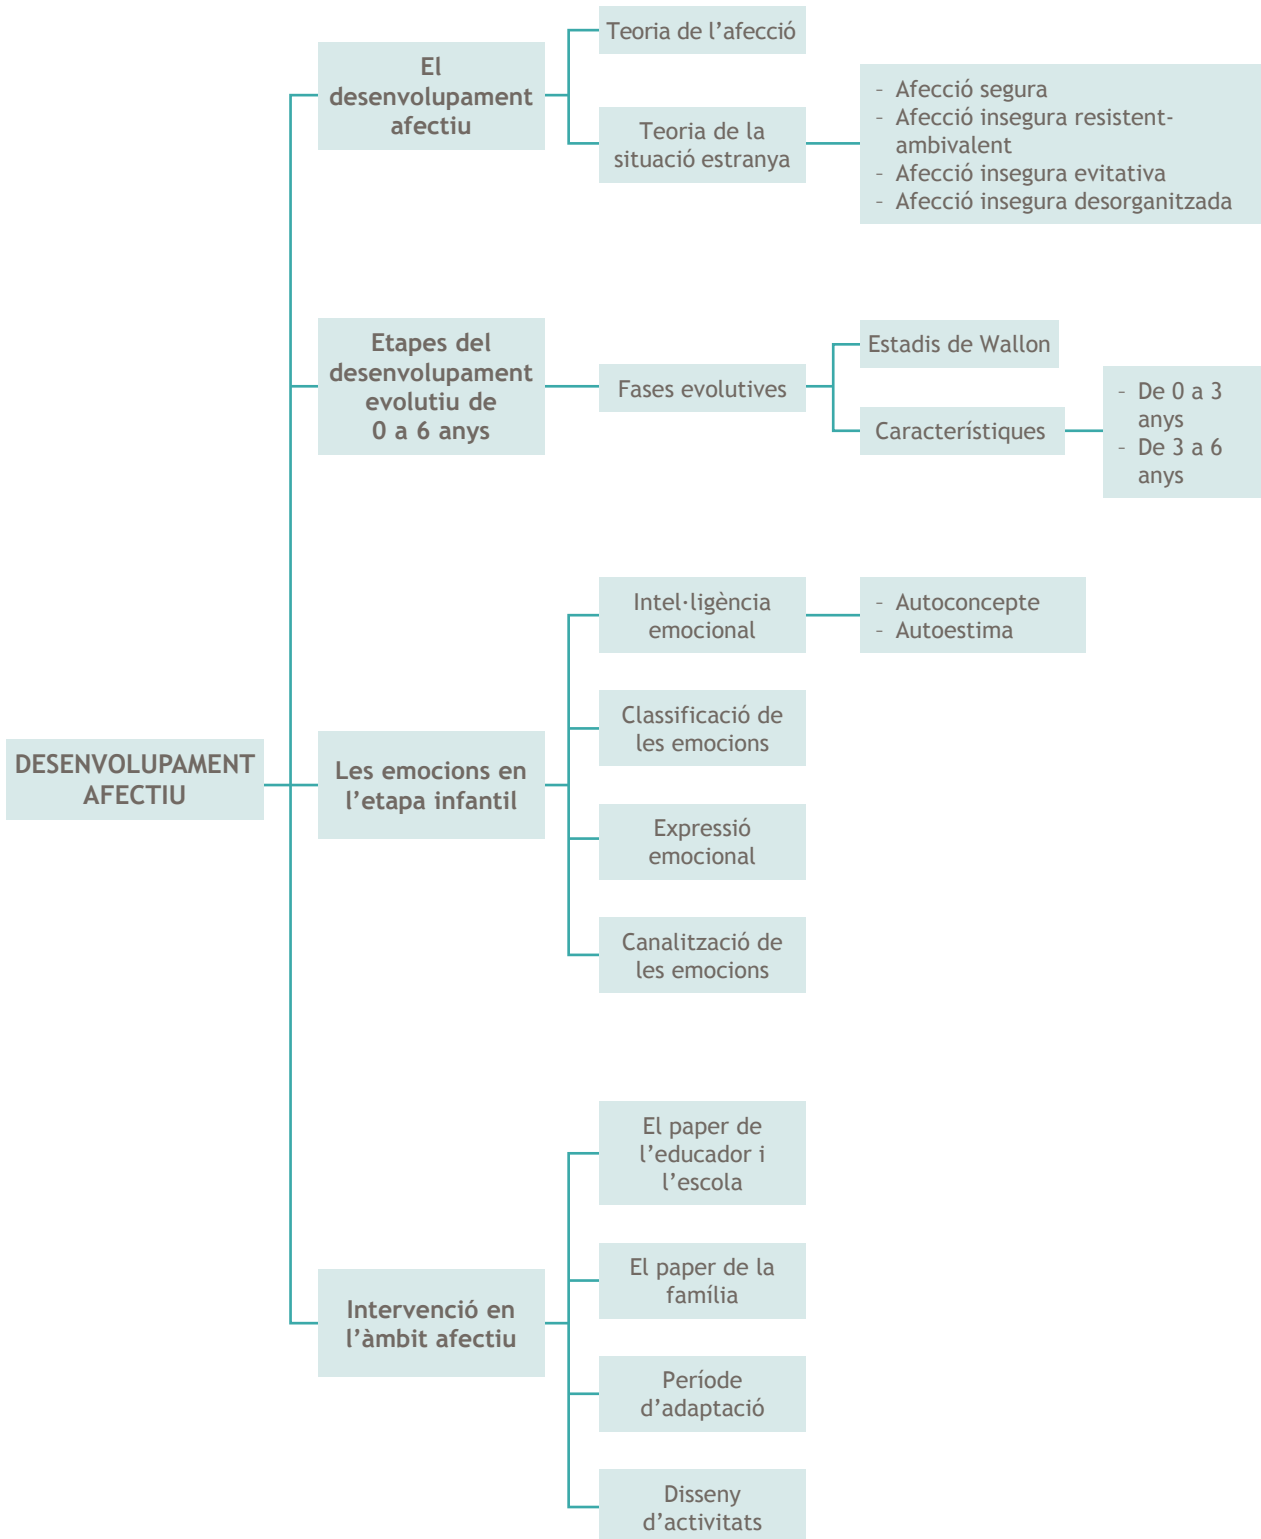 DESENVOLUPAMENT
AFECTIU
El
desenvolupament
afectiu
Teoria de l’afecció
Teoria de la
situació estranya
– Afecció segura
– Afecció insegura resistent-
ambivalent
– Afecció insegura evitativa
– Afecció insegura desorganitzada
Etapes del
desenvolupament
evolutiu de
0 a 6 anys
Fases evolutives
Estadis de Wallon
Característiques
– De 0 a 3
anys
– De 3 a 6
anys
Les emocions en
l’etapa infantil
Intel·ligència
emocional
– Autoconcepte
– Autoestima
Classificació de
les emocions
Expressió
emocional
Canalització de
les emocions
Intervenció en
l’àmbit afectiu
El paper de
l’educador i
l’escola
El paper de la
família
Període
d’adaptació
Disseny
d’activitats